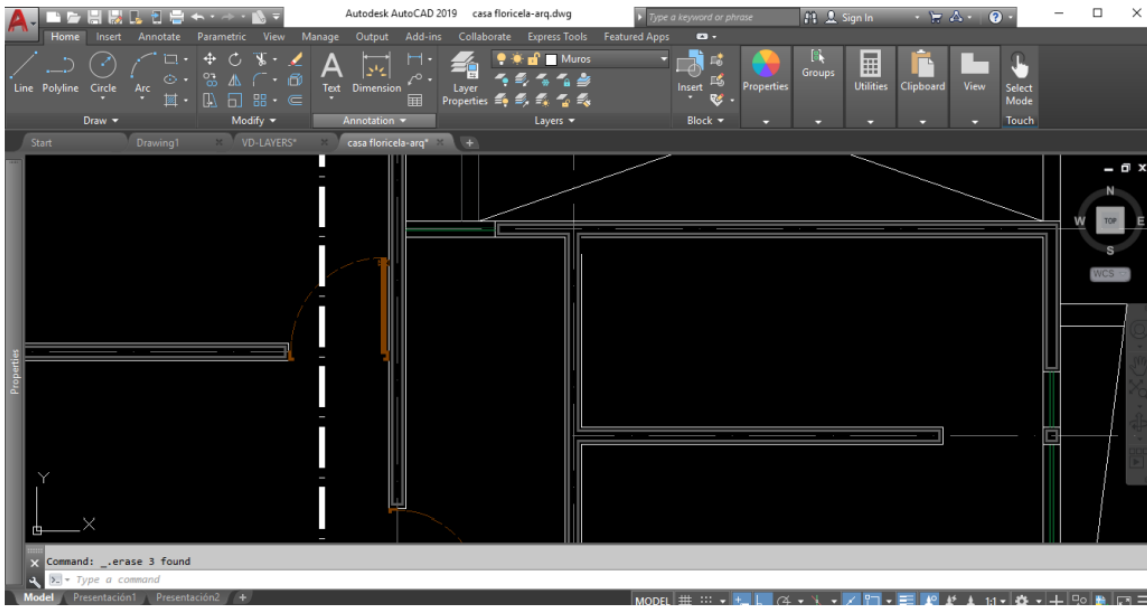 Autodesk AutoCAD 2019 casa floricela-arq.dwg Type a keyword or phrase Sign In
Home Insert Annotate Parametric View Manage Output Add-ins Collaborate Express Tools Featured Apps
Muros
Line Polyline Circle Arc Text Dimension Layer Properties Insert Properties Groups Utilities Clipboard View Select Mode
Draw Modify Annotation Layers Block Touch
Start Drawing1 VD-LAYERS* casa floricela-arq*
N
W TOP E
S
WCS
Properties
Y
X
Command: _.erase 3 found
Type a command
Model Presentación1 Presentación2 MODEL 1:1